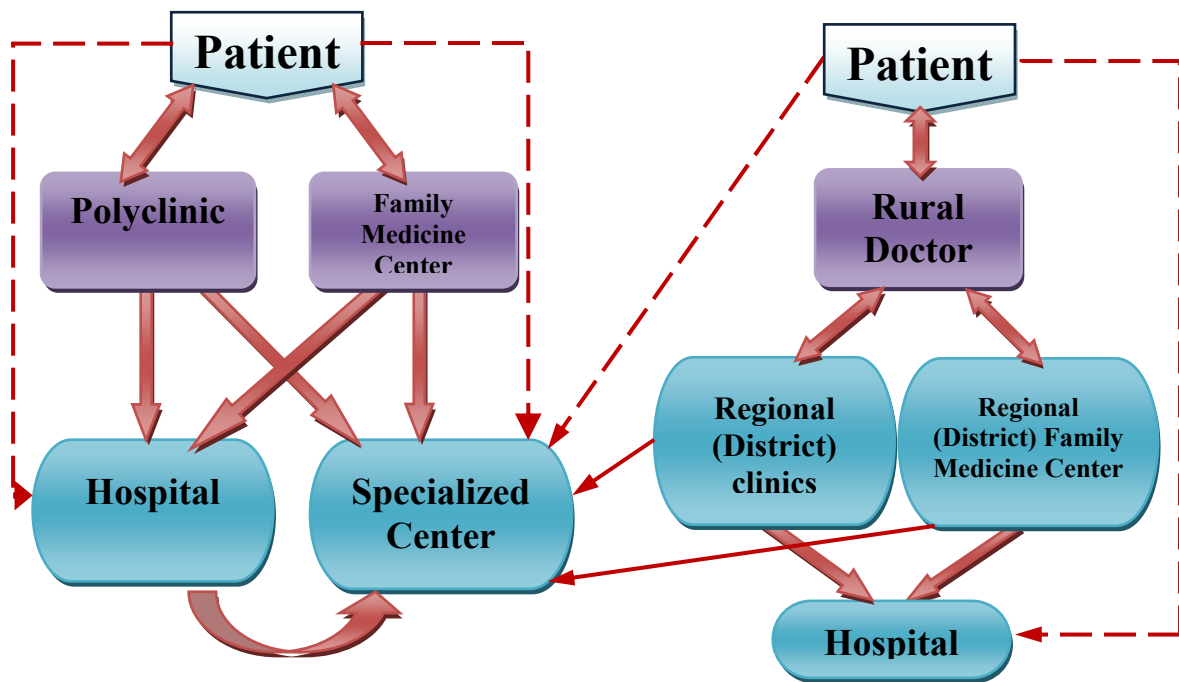 Patient
Polyclinic
Family
Medicine
Center
Hospital
Specialized
Center
Patient
Rural
Doctor
Regional
(District)
clinics
Regional
(District) Family
Medicine Center
Hospital